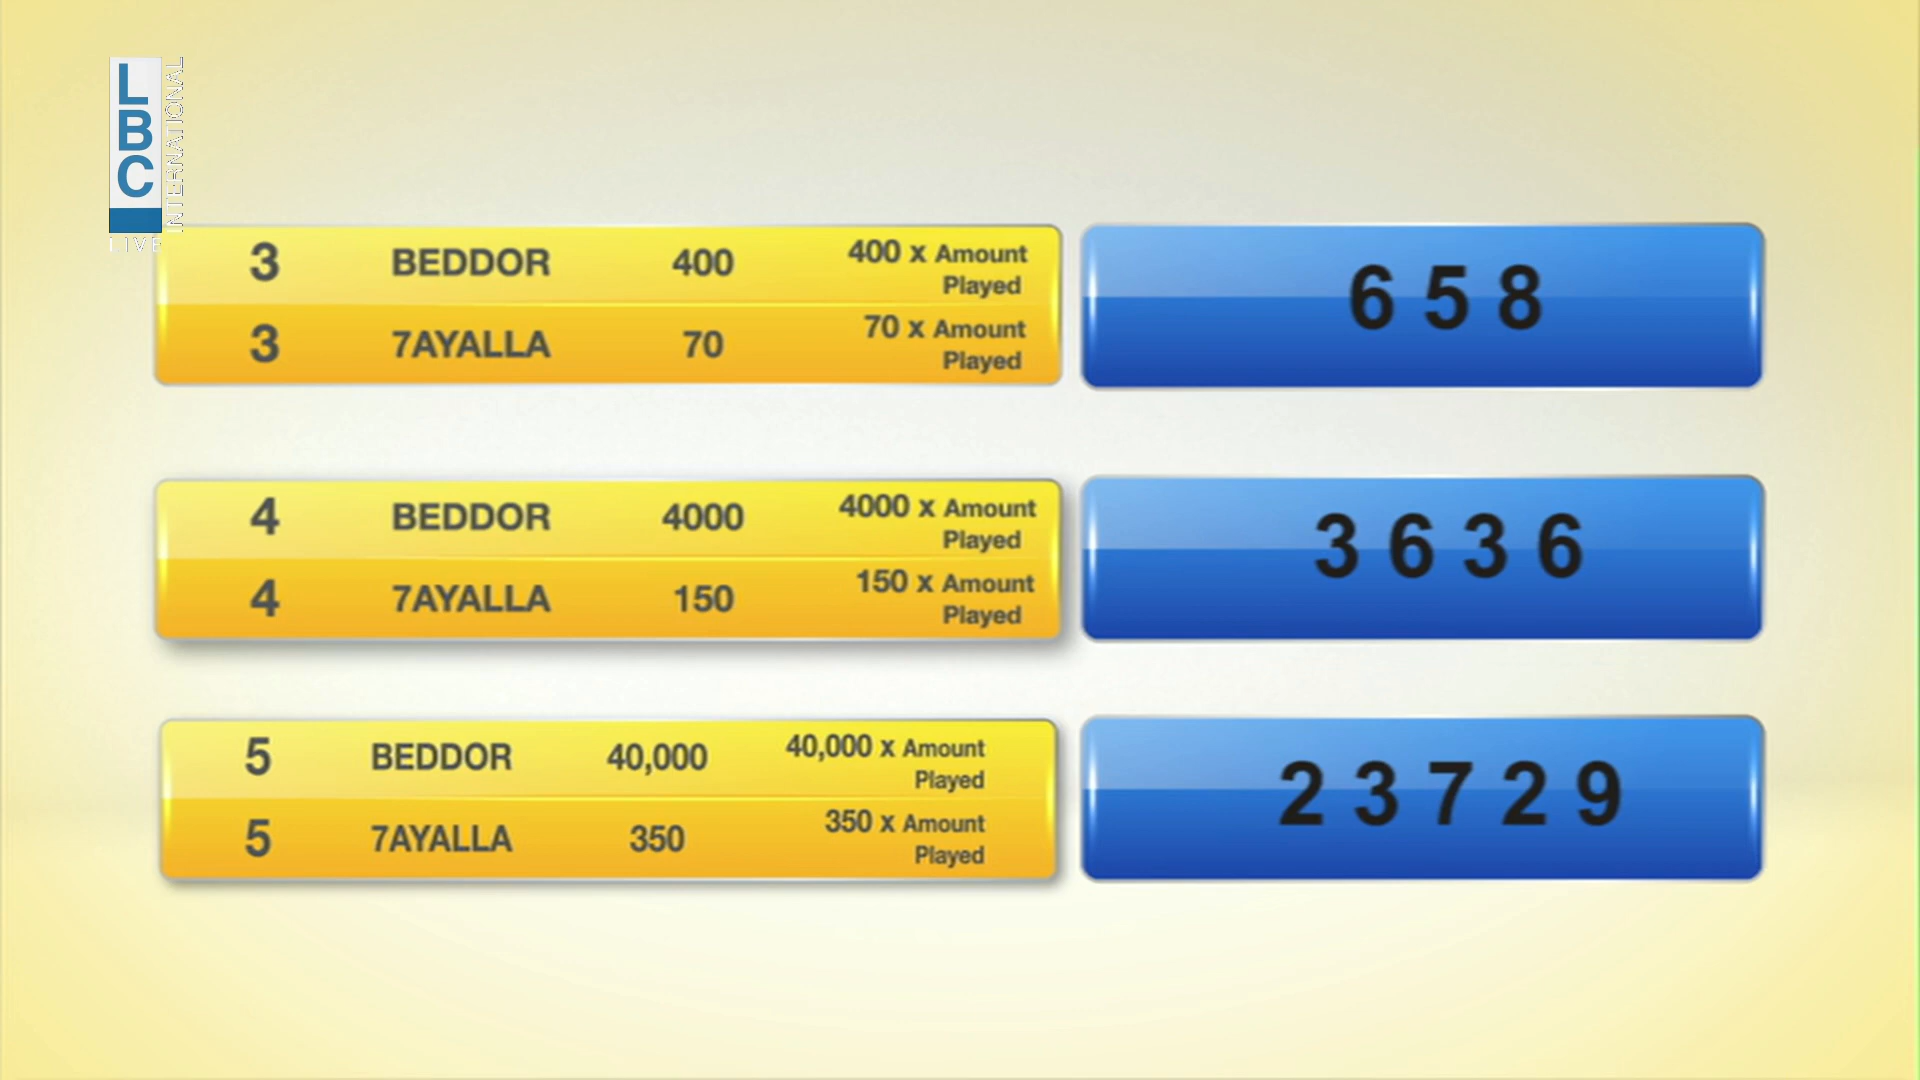 LBC
INTERNATIONAL
LIVE
3 BEDDOR 400 400 x Amount Played
3 7AYALLA 70 70 x Amount Played
6 5 8
4 BEDDOR 4000 4000 x Amount Played
4 7AYALLA 150 150 x Amount Played
3 6 3 6
5 BEDDOR 40,000 40,000 x Amount Played
5 7AYALLA 350 350 x Amount Played
2 3 7 2 9